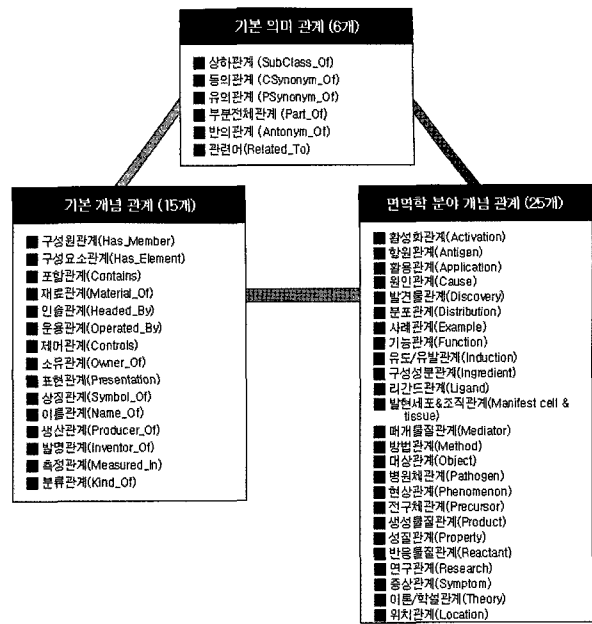 기본 의미 관계 (6개)
상하관계 (SubClass_Of)
동의관계 (CSynonym_Of)
유의관계 (PSynonym_Of)
부분전체관계 (Part_Of)
반의관계 (Antonym_Of)
관련어(Related_To)
기본 개념 관계 (15개)
구성원관계(Has_Member)
구성요소관계(Has_Element)
포함관계(Contains)
재료관계(Material_Of)
인솔관계(Headed_By)
운용관계(Operated_By)
제어관계(Controls)
소유관계(Owner_Of)
표현관계(Presentation)
상징관계(Symbol_Of)
이름관계(Name_Of)
생산관계(Producer_Of)
발명관계(Inventor_Of)
측정관계(Measured_In)
분류관계(Kind_Of)
면역학 분야 개념 관계 (25개)
활성화관계(Activation)
항원관계(Antigen)
활용관계(Application)
원인관계(Cause)
발견물관계(Discovery)
분포관계(Distribution)
사례관계(Example)
기능관계(Function)
유도/유발관계(Induction)
구성성분관계(Ingredient)
리간드관계(Ligand)
발현세포&조직관계(Manifest cell &
tissue)
매개물질관계(Mediator)
방법관계(Method)
대상관계(Object)
병원체관계(Pathogen)
현상관계(Phenomenon)
전구체관계(Precursor)
생성물질관계(Product)
성질관계(Property)
반응물질관계(Reactant)
연구관계(Research)
증상관계(Symptom)
이론/학설관계(Theory)
위치관계(Location)